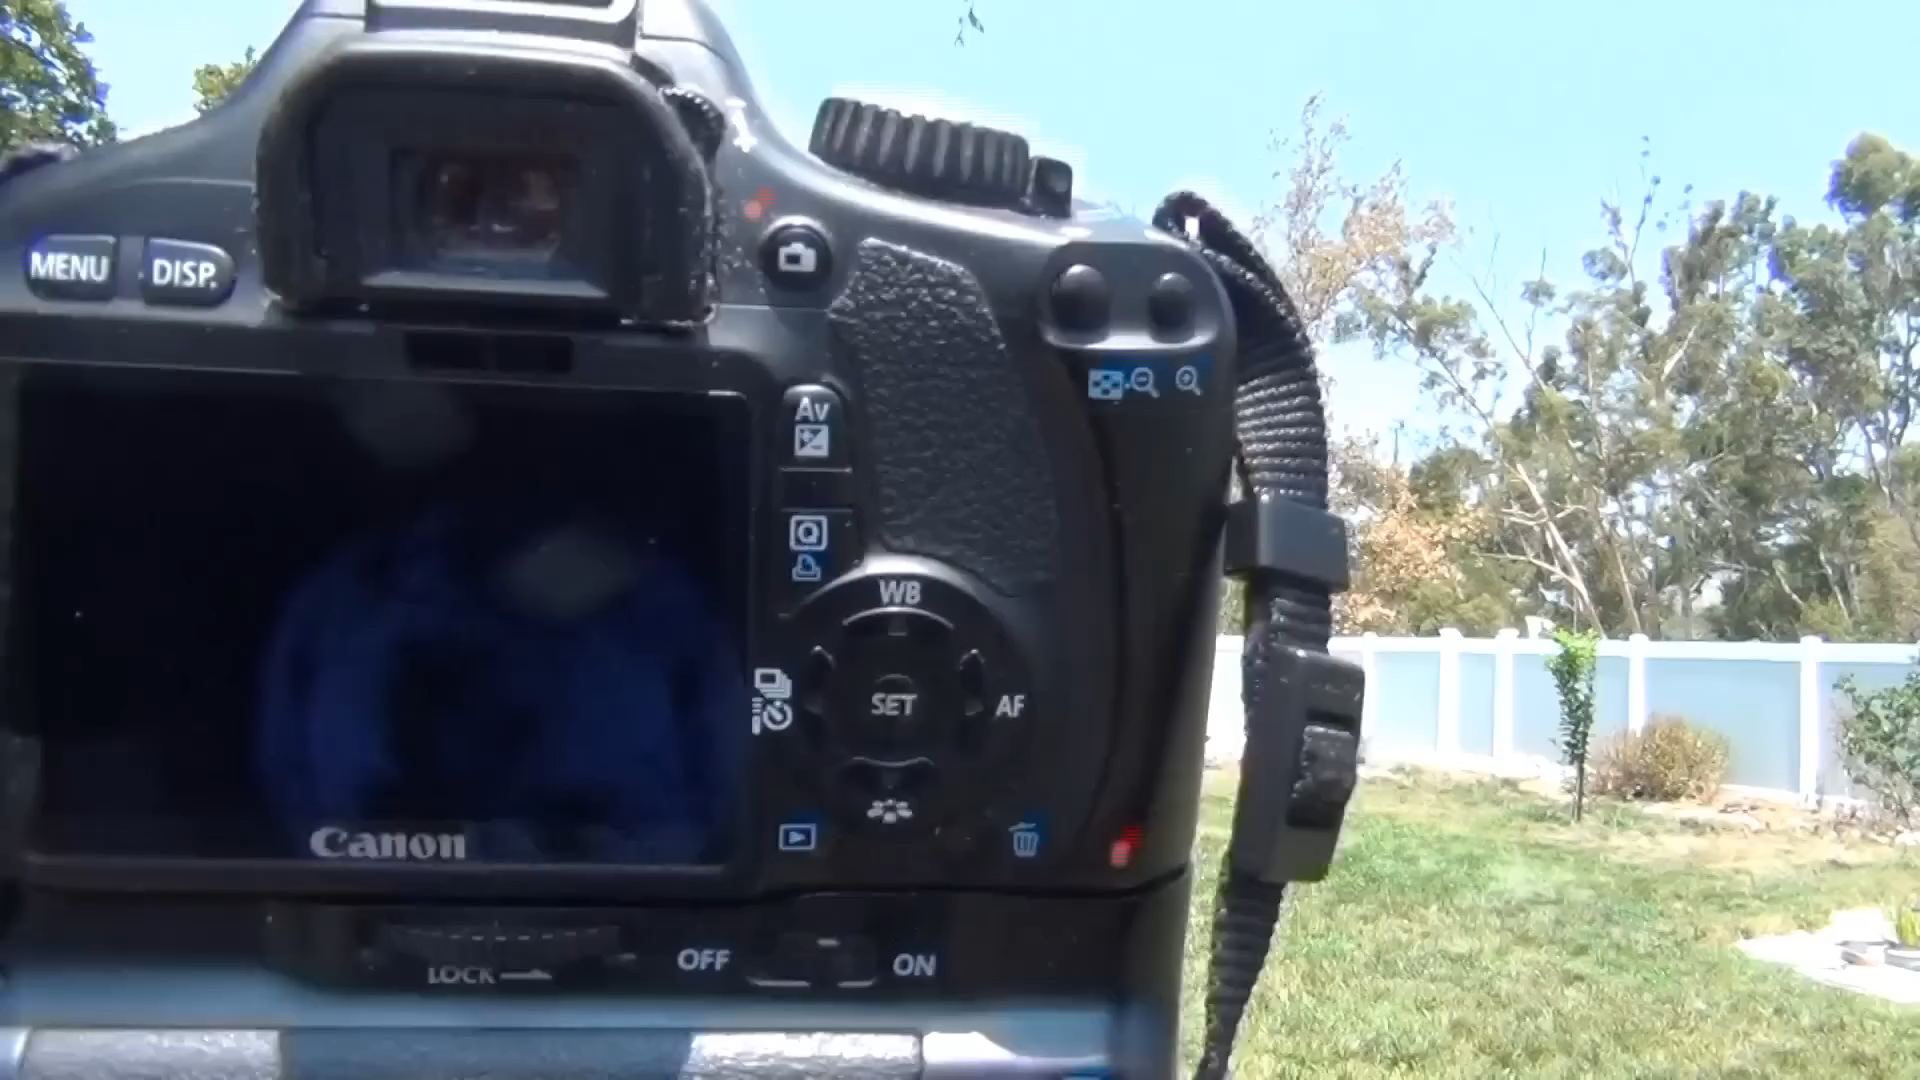 MENU DISP.
Av
Q
WB
SET AF
Canon
LOCK OFF ON